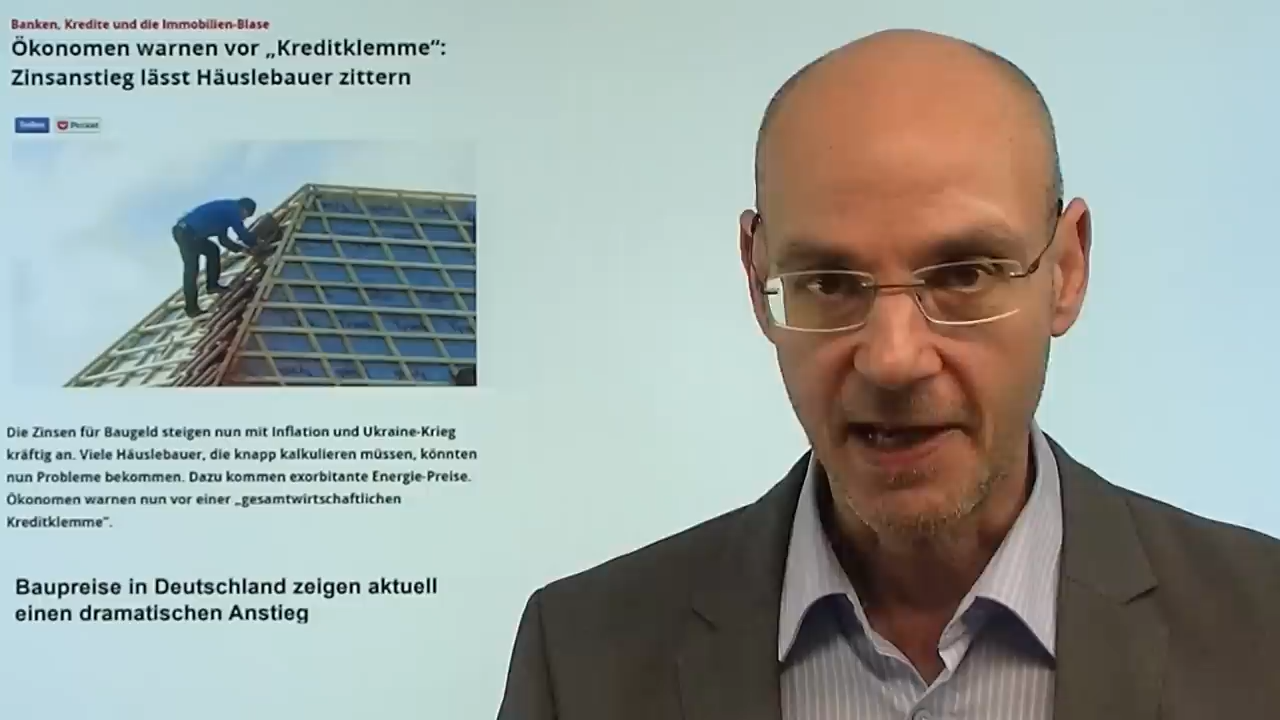 Banken, Kredite und die Immobilien-Blase
Ökonomen warnen vor „Kreditklemme“:
Zinsanstieg lässt Häuslebauer zittern
Teilen Pocket
Die Zinsen für Baugeld steigen nun mit Inflation und Ukraine-Krieg
kräftig an. Viele Häuslebauer, die knapp kalkulieren müssen, könnten
nun Probleme bekommen. Dazu kommen exorbitante Energie-Preise.
Ökonomen warnen nun vor einer „gesamtwirtschaftlichen
Kreditklemme“.
Baupreise in Deutschland zeigen aktuell
einen dramatischen Anstieg